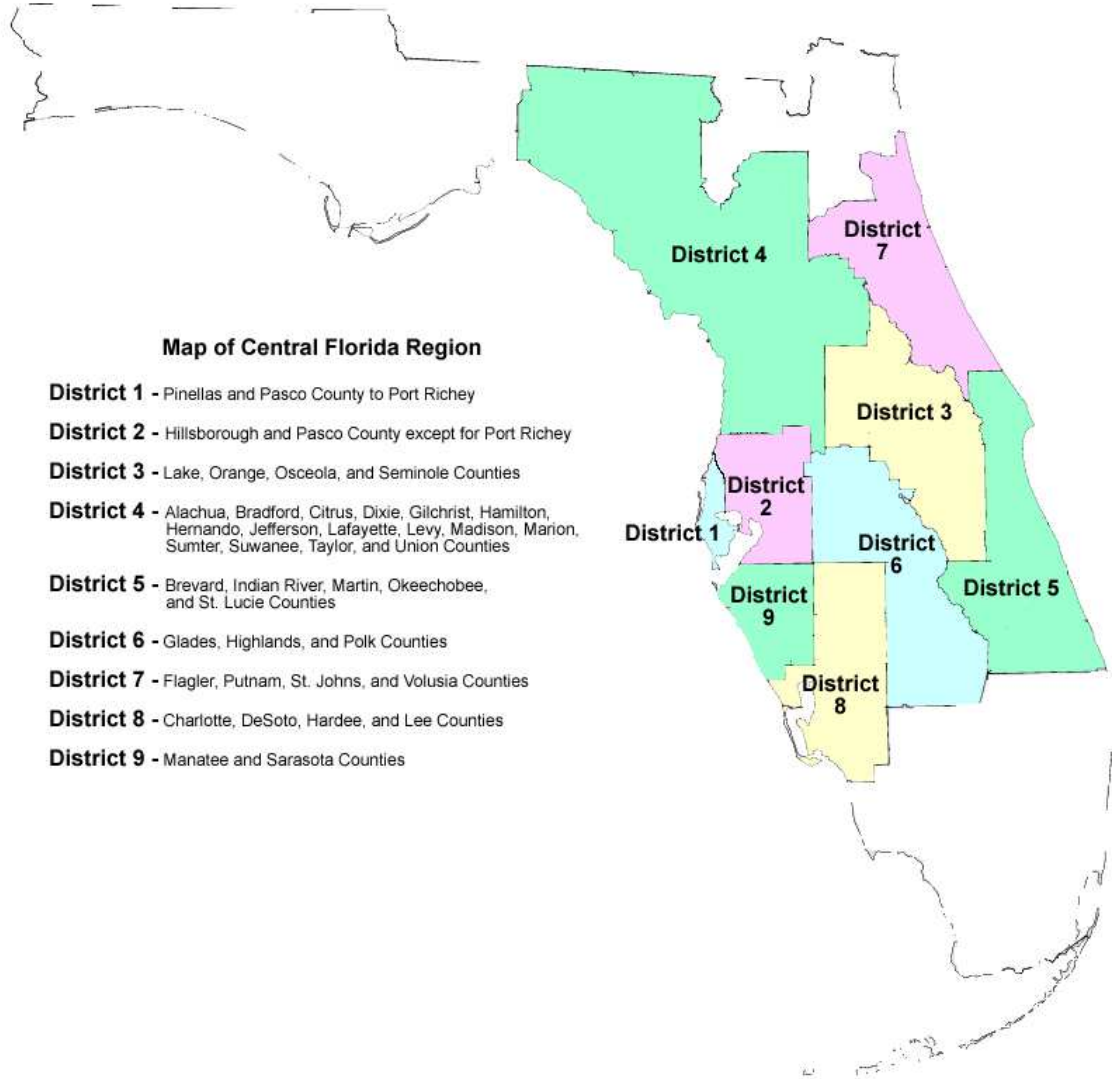 Map of Central Florida Region
District 1 - Pinellas and Pasco County to Port Richey
District 2 - Hillsborough and Pasco County except for Port Richey
District 3 - Lake, Orange, Osceola, and Seminole Counties
District 4 - Alachua, Bradford, Citrus, Dixie, Gilchrist, Hamilton,
Hernando, Jefferson, Lafayette, Levy, Madison, Marion,
Sumter, Suwanee, Taylor, and Union Counties
District 5 - Brevard, Indian River, Martin, Okeechobee,
and St. Lucie Counties
District 6 - Glades, Highlands, and Polk Counties
District 7 - Flagler, Putnam, St. Johns, and Volusia Counties
District 8 - Charlotte, DeSoto, Hardee, and Lee Counties
District 9 - Manatee and Sarasota Counties
District
7
District 4
District 3
District
2
District 1
District
6
District 5
District
9
District
8